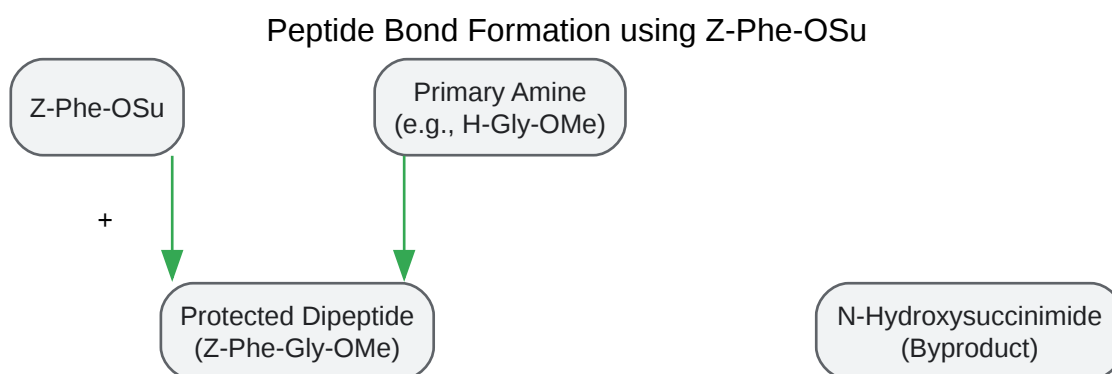 Peptide Bond Formation using Z-Phe-OSu
Z-Phe-OSu
Primary Amine
(e.g., H-Gly-OMe)
+
Protected Dipeptide
(Z-Phe-Gly-OMe)
N-Hydroxysuccinimide
(Byproduct)